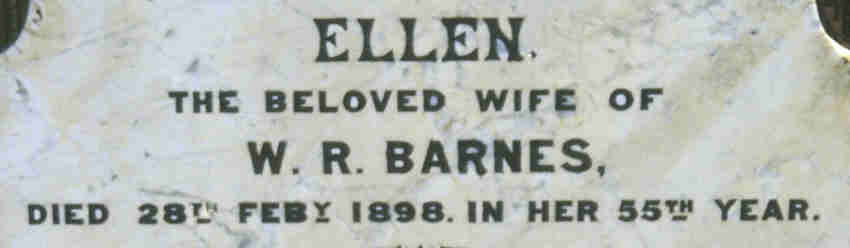 ELLEN.
THE BELOVED WIFE OF
W. R. BARNES,
DIED 28TH FEBY 1898. IN HER 55TH YEAR.